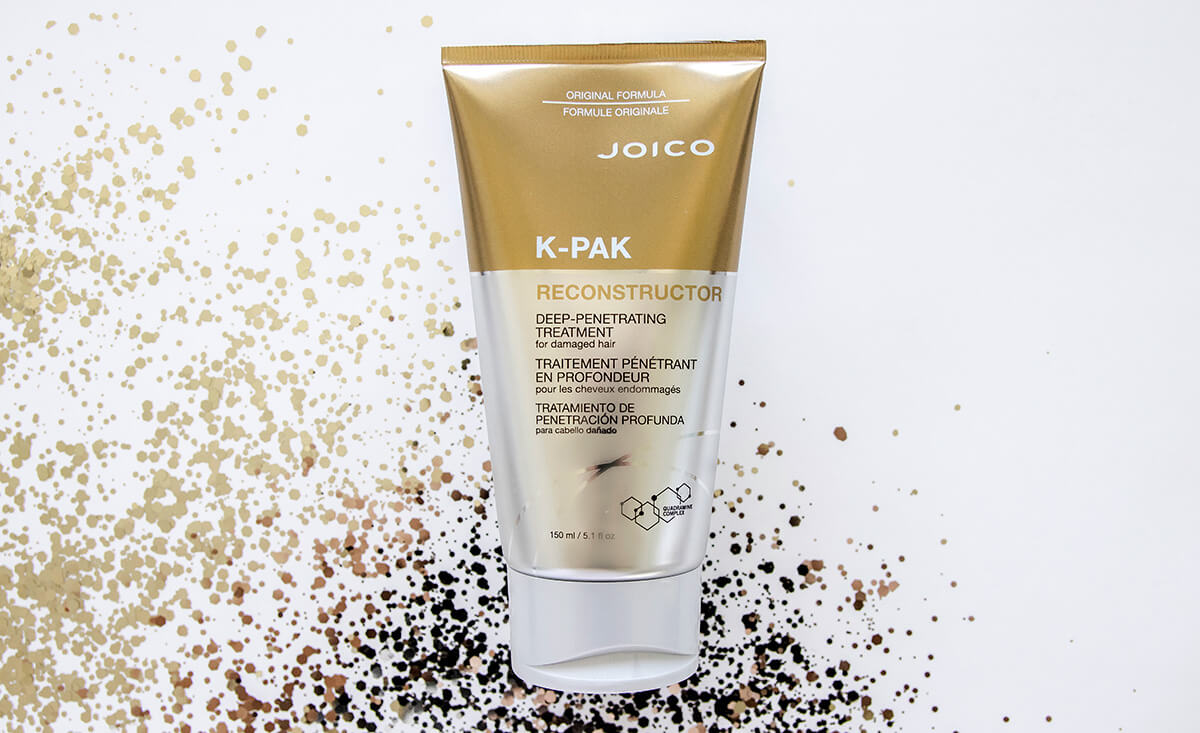 ORIGINAL FORMULA
FORMULE ORIGINALE
JOICO
K-PAK
RECONSTRUCTOR
DEEP-PENETRATING
TREATMENT
for damaged hair
TRAITEMENT PÉNÉTRANT
EN PROFONDEUR
pour les cheveux endommagés
TRATAMIENTO DE
PENETRACIÓN PROFUNDA
para cabello dañado
QUADRAMINE
COMPLEX
150 ml / 5.1 fl oz